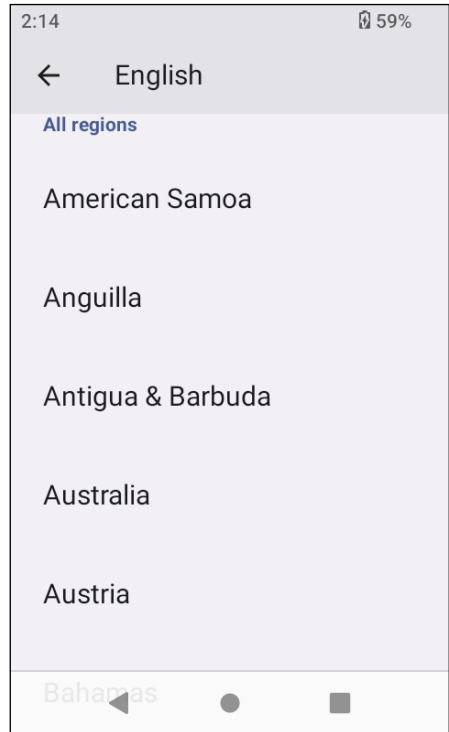 2:14 59%
English
All regions
American Samoa
Anguilla
Antigua & Barbuda
Australia
Austria
Bahamas